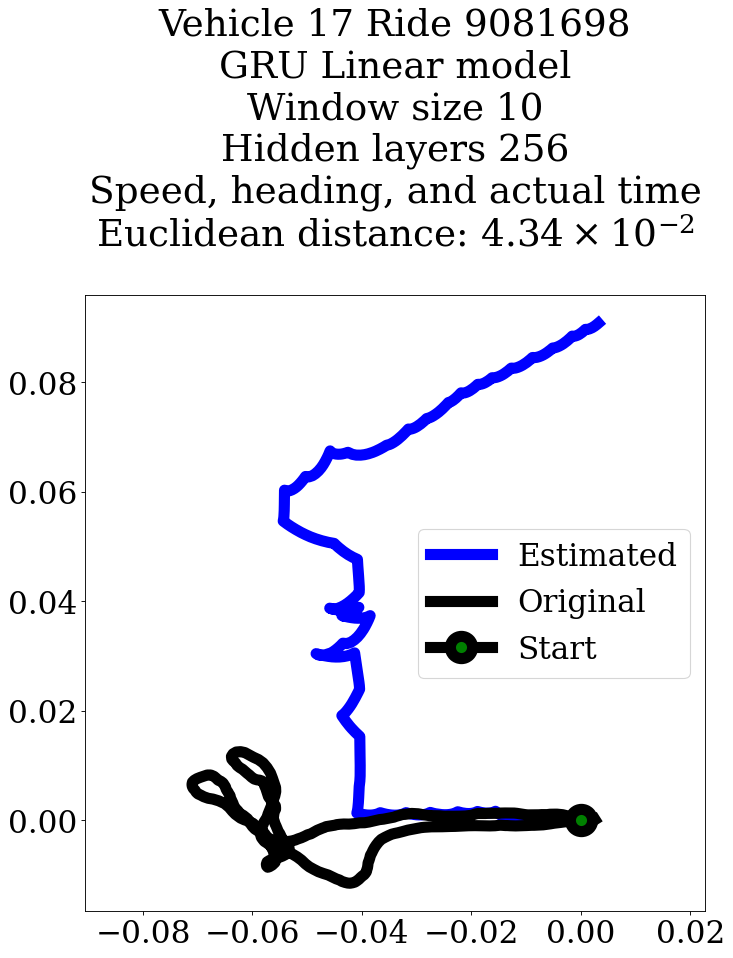 Vehicle 17 Ride 9081698
GRU Linear model
Window size 10
Hidden layers 256
Speed, heading, and actual time
Euclidean distance: 4.34 × 10⁻²
0.08
0.06
0.04
0.02
0.00
Estimated
Original
Start
−0.08 −0.06 −0.04 −0.02 0.00 0.02